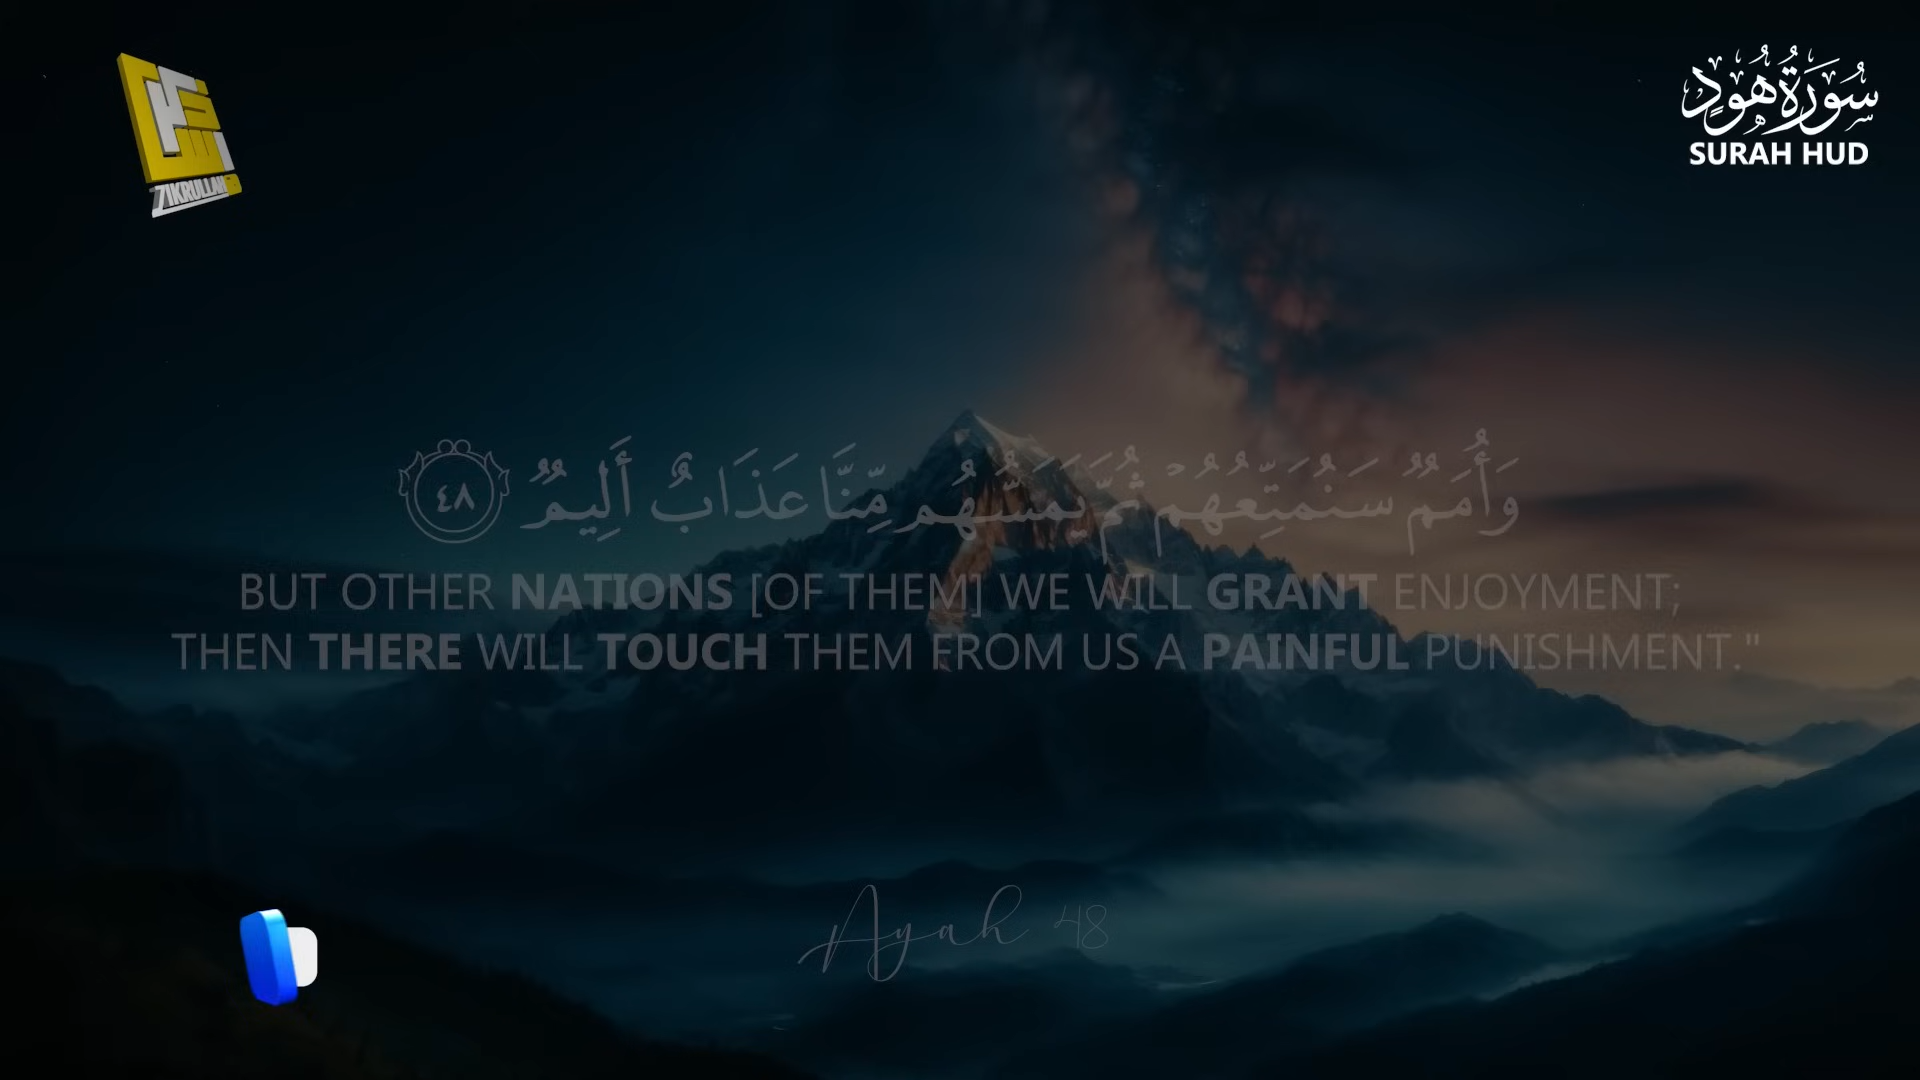 سُورَةُ هُودٍ
SURAH HUD
ZIKRULLAH
وَأُمَمٌ سَنُمَتِّعُهُمْ ثُمَّ يَمَسُّهُم مِّنَّا عَذَابٌ أَلِيمٌ ٤٨
BUT OTHER NATIONS [OF THEM] WE WILL GRANT ENJOYMENT;
THEN THERE WILL TOUCH THEM FROM US A PAINFUL PUNISHMENT."
Ayah 48